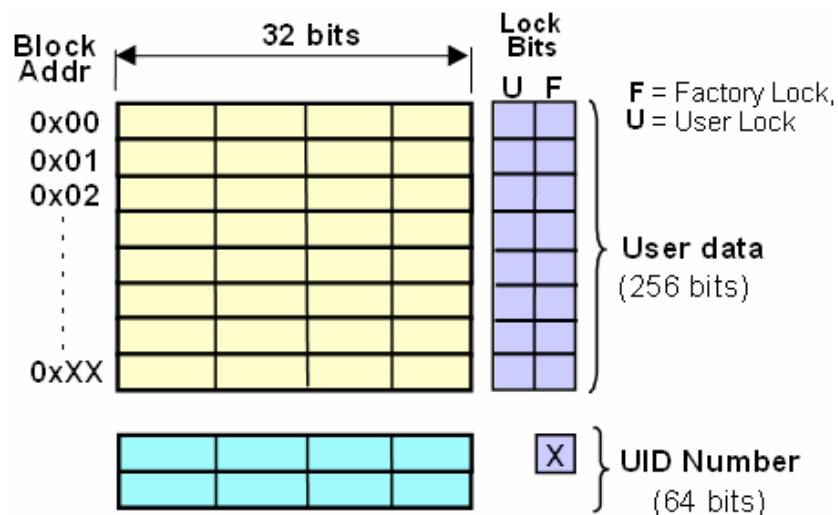 Block
Addr
32 bits
Lock
Bits
U F
F = Factory Lock,
U = User Lock
0x00
0x01
0x02
0xXX
User data
(256 bits)
X
UID Number
(64 bits)